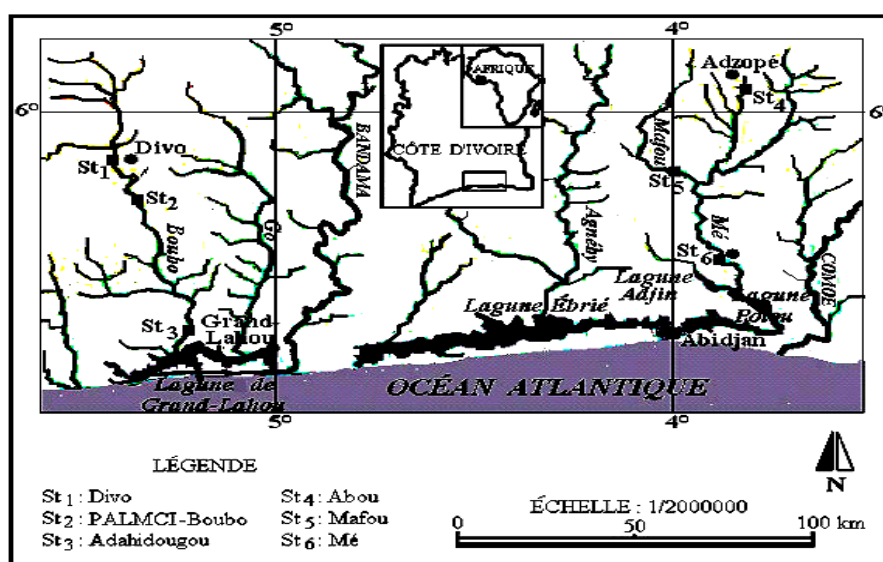 5° 4°
AFRIQUE
Adzopé
St4
6° 6
Divo
St1
BANDAMA
CÔTE D'IVOIRE
Mafou
St5
St2
Boubo
Go
Agnéby
Mé
St6
COMOE
Lagune
Adjin
Lagune
Potou
Lagune Ébrié
St3
Grand-
Lahou
Abidjan
Lagune de
Grand-Lahou
OCÉAN ATLANTIQUE
5° 4°
LÉGENDE
St1 : Divo
St2 : PALMCI-Boubo
St3 : Adahidougou
St4 : Abou
St5 : Mafou
St6 : Mé
N
ÉCHELLE : 1/2000000
0 50 100 km